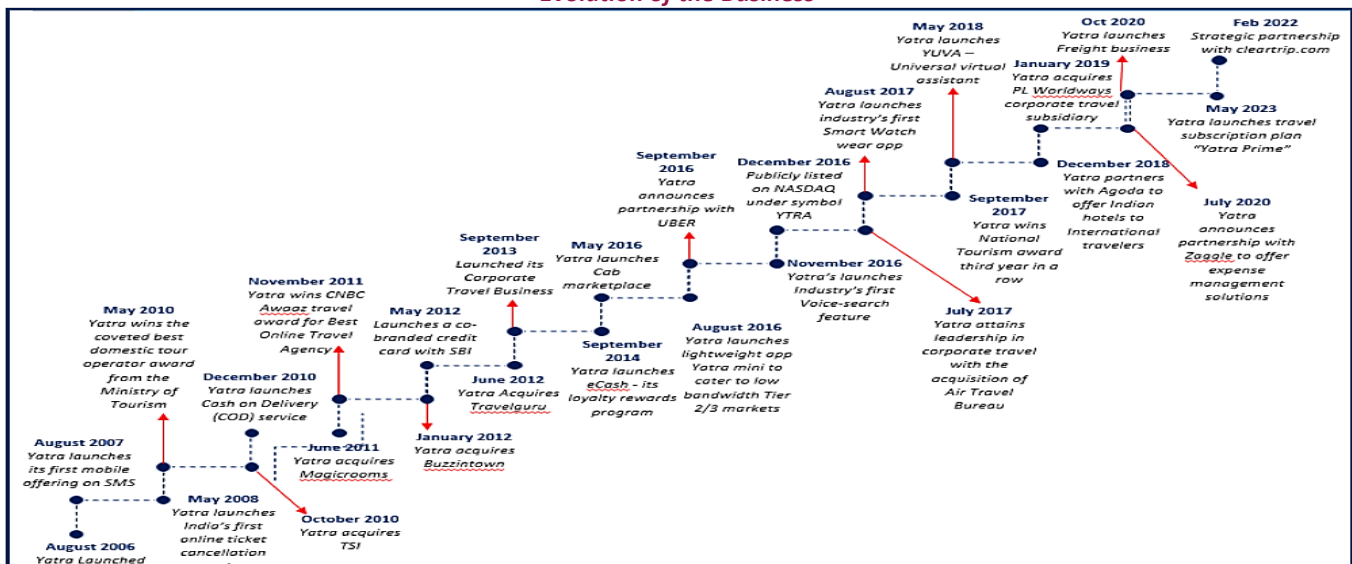 Evolution of the Business
August 2006
Yatra Launched
August 2007
Yatra launches
its first mobile
offering on SMS
May 2008
Yatra launches
India's first
online ticket
cancellation
May 2010
Yatra wins the
coveted best
domestic tour
operator award
from the
Ministry of
Tourism
October 2010
Yatra acquires
TSI
December 2010
Yatra launches
Cash on Delivery
(COD) service
June 2011
Yatra acquires
Magicrooms
November 2011
Yatra wins CNBC
Awaaz travel
award for Best
Online Travel
Agency
January 2012
Yatra acquires
Buzzintown
May 2012
Launches a co-
branded credit
card with SBI
June 2012
Yatra Acquires
Travelguru
September
2013
Launched its
Corporate
Travel Business
September
2014
Yatra launches
eCash - its
loyalty rewards
program
May 2016
Yatra launches
Cab
marketplace
August 2016
Yatra launches
lightweight app
Yatra mini to
cater to low
bandwidth Tier
2/3 markets
September
2016
Yatra
announces
partnership with
UBER
November 2016
Yatra's launches
Industry's first
Voice-search
feature
December 2016
Publicly listed
on NASDAQ
under symbol
YTRA
July 2017
Yatra attains
leadership in
corporate travel
with the
acquisition of
Air Travel
Bureau
August 2017
Yatra launches
industry's first
Smart Watch
wear app
September
2017
Yatra wins
National
Tourism award
third year in a
row
May 2018
Yatra launches
YUVA –
Universal virtual
assistant
December 2018
Yatra partners
with Agoda to
offer Indian
hotels to
International
travelers
January 2019
Yatra acquires
PL Worldways
corporate travel
subsidiary
July 2020
Yatra
announces
partnership with
Zaggle to offer
expense
management
solutions
Oct 2020
Yatra launches
Freight business
Feb 2022
Strategic partnership
with cleartrip.com
May 2023
Yatra launches travel
subscription plan
"Yatra Prime"